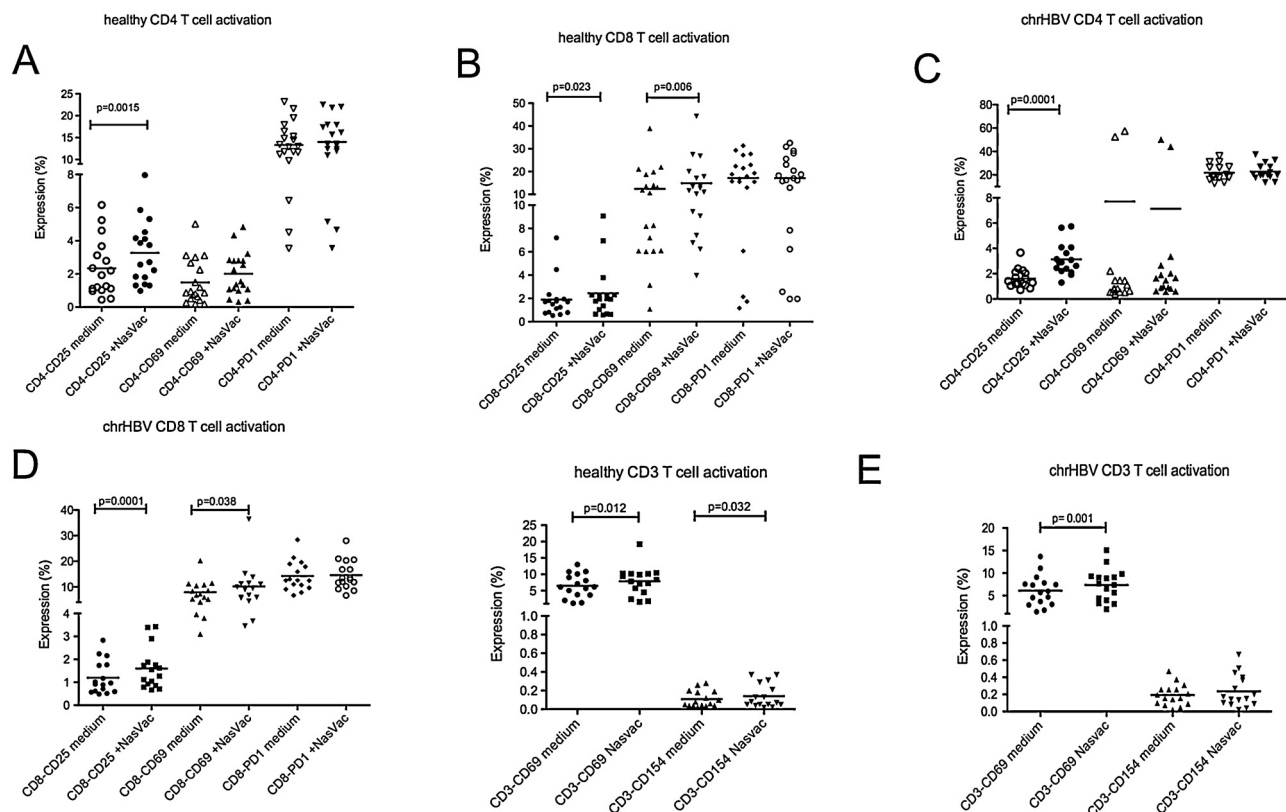 healthy CD4 T cell activation
A
p=0.0015
25
20
15
10
8
6
4
2
0
Expression (%)
CD4-CD25 medium
CD4-CD25 +NasVac
CD4-CD69 medium
CD4-CD69 +NasVac
CD4-PD1 medium
CD4-PD1 +NasVac
healthy CD8 T cell activation
B
p=0.023
p=0.006
50
40
30
20
10
8
6
4
2
0
Expression (%)
CD8-CD25 medium
CD8-CD25 +NasVac
CD8-CD69 medium
CD8-CD69 +NasVac
CD8-PD1 medium
CD8-PD1 +NasVac
chrHBV CD4 T cell activation
C
p=0.0001
80
60
40
20
8
6
4
2
0
Expression (%)
CD4-CD25 medium
CD4-CD25 +NasVac
CD4-CD69 medium
CD4-CD69 +NasVac
CD4-PD1 medium
CD4-PD1 +NasVac
chrHBV CD8 T cell activation
D
p=0.0001
p=0.038
40
30
20
10
4
3
2
1
0
Expression (%)
CD8-CD25 medium
CD8-CD25 +NasVac
CD8-CD69 medium
CD8-CD69 +NasVac
CD8-PD1 medium
CD8-PD1 +NasVac
healthy CD3 T cell activation
p=0.012
p=0.032
25
20
15
10
5
1.0
0.8
0.6
0.4
0.2
0.0
Expression (%)
CD3-CD69 medium
CD3-CD69 Nasvac
CD3-CD154 medium
CD3-CD154 Nasvac
E
chrHBV CD3 T cell activation
p= 0.001
20
15
10
5
1.0
0.8
0.6
0.4
0.2
0.0
Expression (%)
CD3-CD69 medium
CD3-CD69 Nasvac
CD3-CD154 medium
CD3-CD154 Nasvac